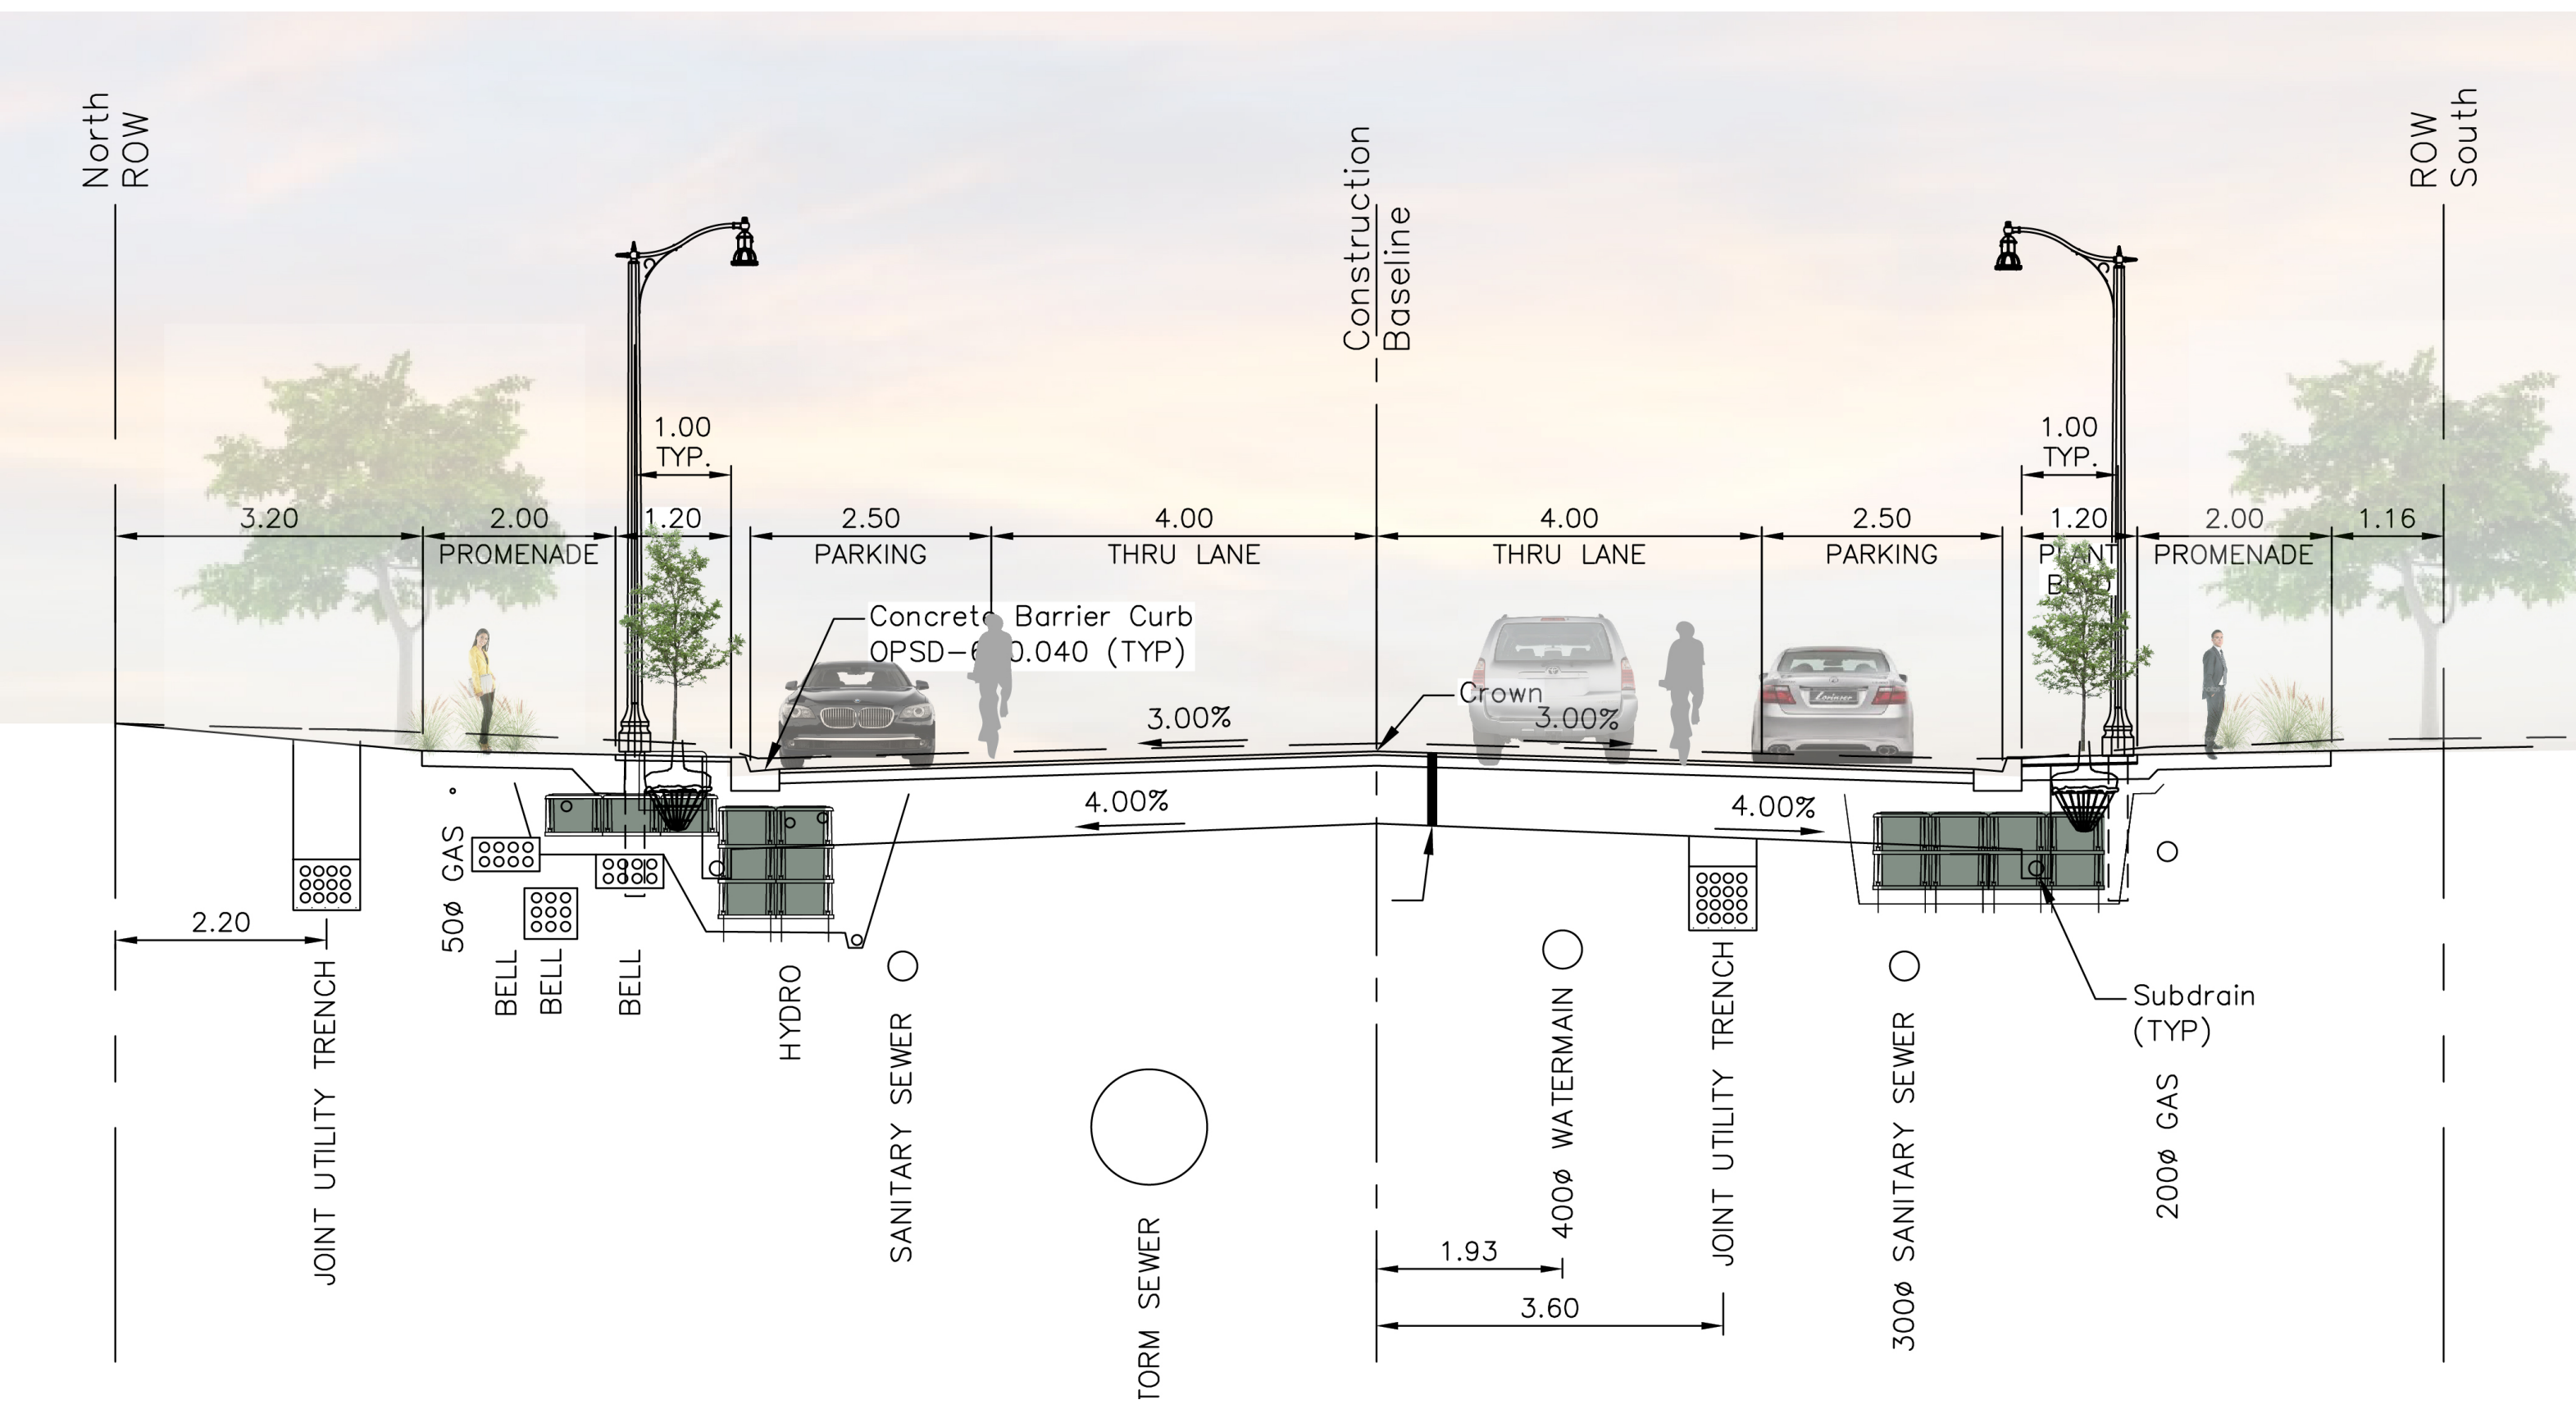 North
ROW
Construction
Baseline
ROW
South
1.00
TYP.
1.00
TYP.
3.20
2.00
1.20
2.50
4.00
4.00
2.50
1.20
2.00
1.16
PROMENADE
PARKING
THRU LANE
THRU LANE
PARKING
PLANT
PROMENADE
Concrete Barrier Curb
(TYP)
Crown
3.00%
3.00%
Lorinser
4.00%
4.00%
2.20
JOINT UTILITY TRENCH
50ø GAS
BELL
BELL
BELL
HYDRO
SANITARY SEWER
TORM SEWER
400ø WATERMAIN
JOINT UTILITY TRENCH
300ø SANITARY SEWER
Subdrain
(TYP)
200ø GAS
1.93
3.60